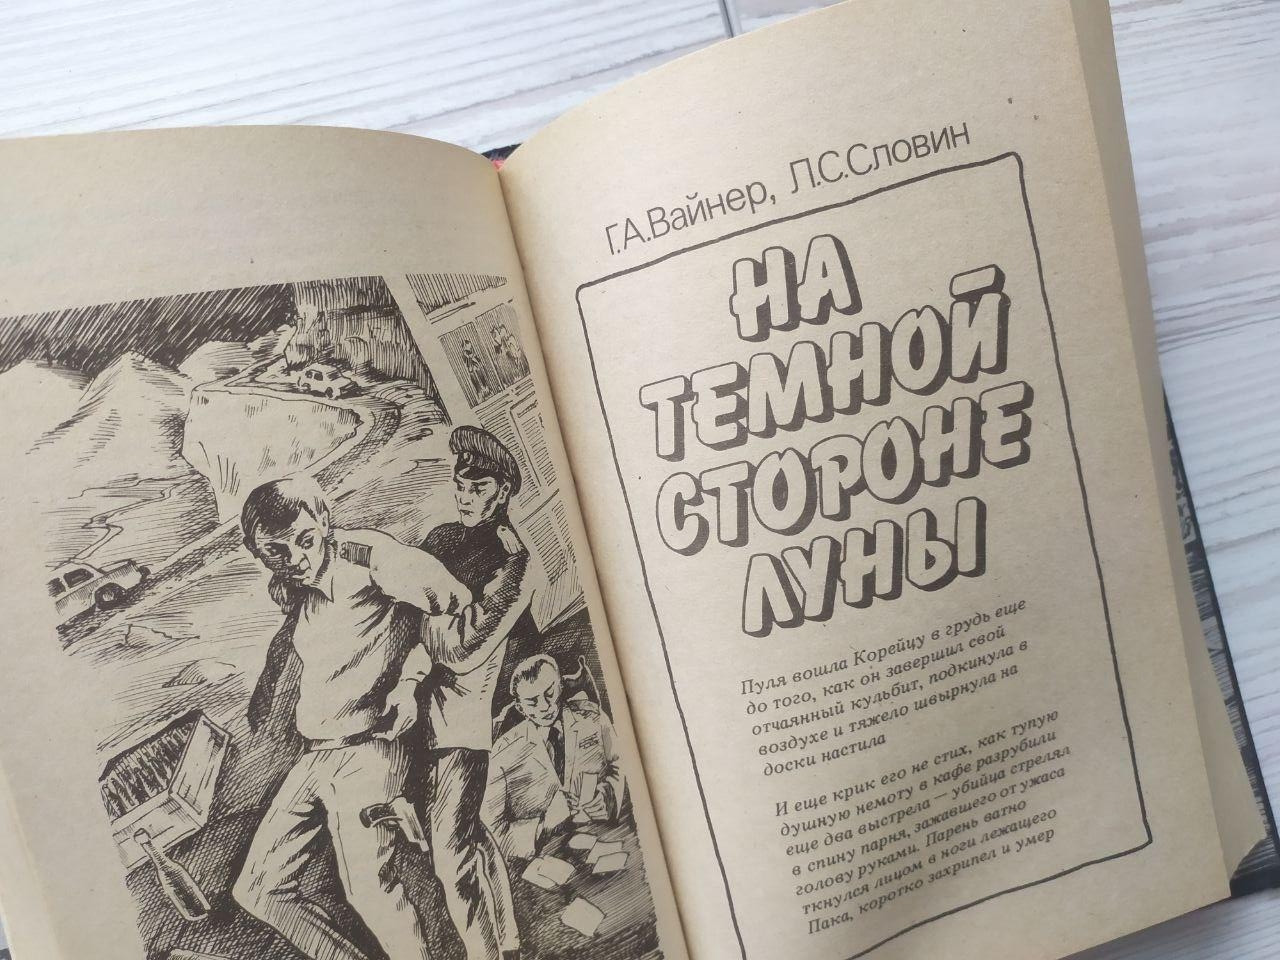 Г.А.Вайнер, Л.С.Словин
НА
ТЕМНОЙ
СТОРОНЕ
ЛУНЫ
Пуля вошла Корейцу в грудь еще
до того, как он завершил свой
отчаянный кульбит, подкинула в
воздухе и тяжело швырнула на
доски настила
И еще крик его не стих, как тупую
душную немоту в кафе разрубили
еще два выстрела — убийца стрелял
в спину парня, зажавшего от ужаса
голову руками. Парень ватно
ткнулся лицом в ноги лежащего
Пака, коротко захрипел и умер